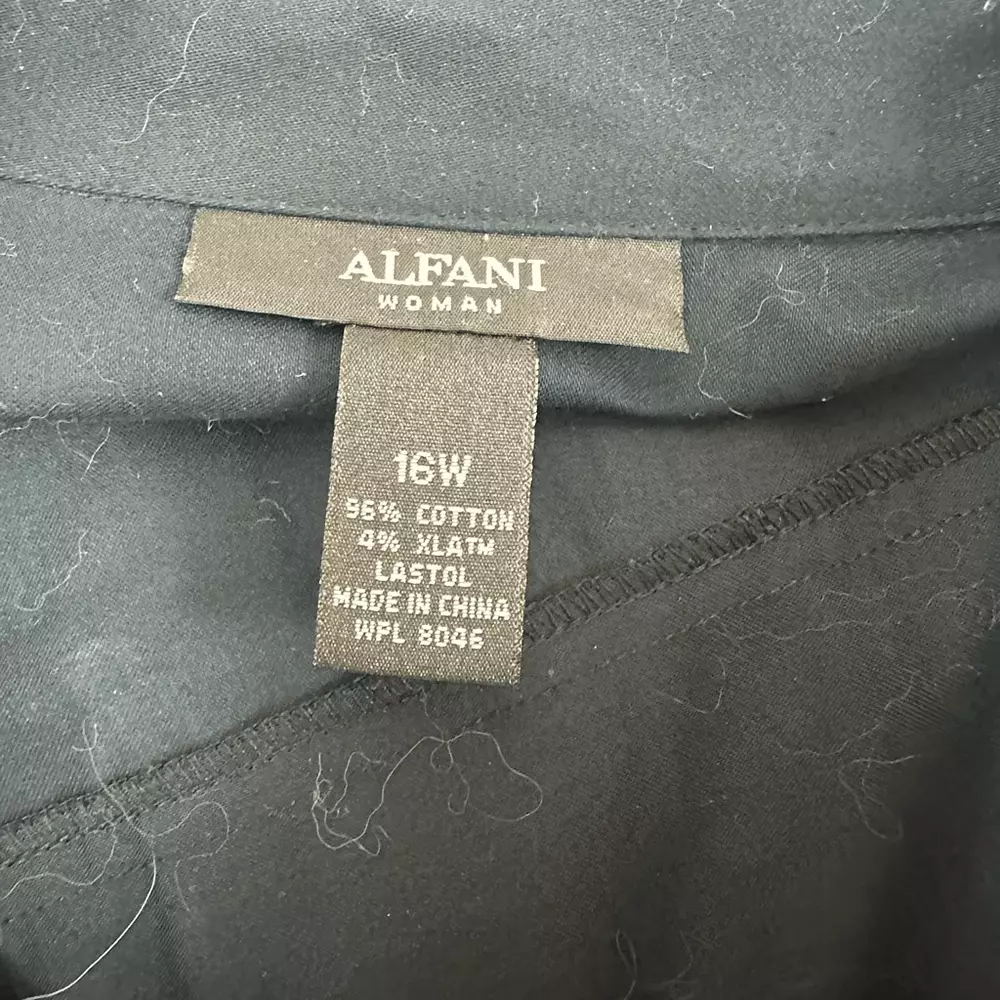 ALFANI
WOMAN
16W
96% COTTON
4% XLA™
LASTOL
MADE IN CHINA
WPL 8046